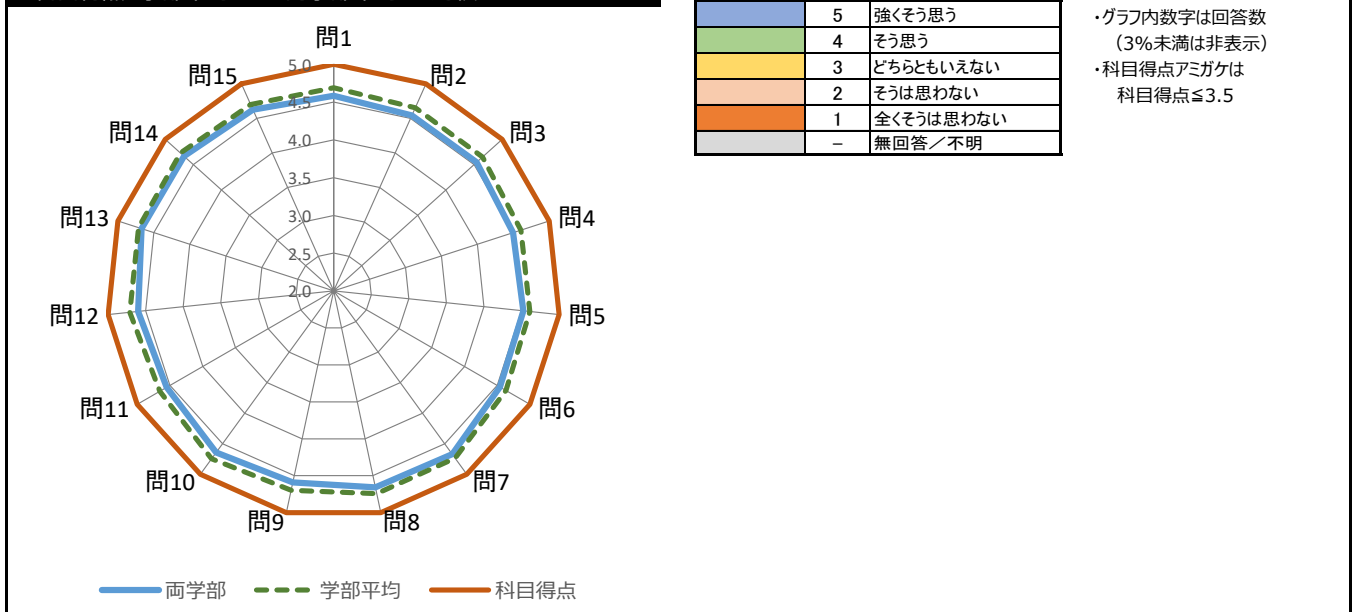 5 強くそう思う
4 そう思う
3 どちらともいえない
2 そうは思わない
1 全くそうは思わない
− 無回答／不明
・グラフ内数字は回答数
（3%未満は非表示）
・科目得点アミガケは
科目得点≦3.5
問1
問2
問3
問4
問5
問6
問7
問8
問9
問10
問11
問12
問13
問14
問15
5.0
4.5
4.0
3.5
3.0
2.5
2.0
両学部 学部平均 科目得点